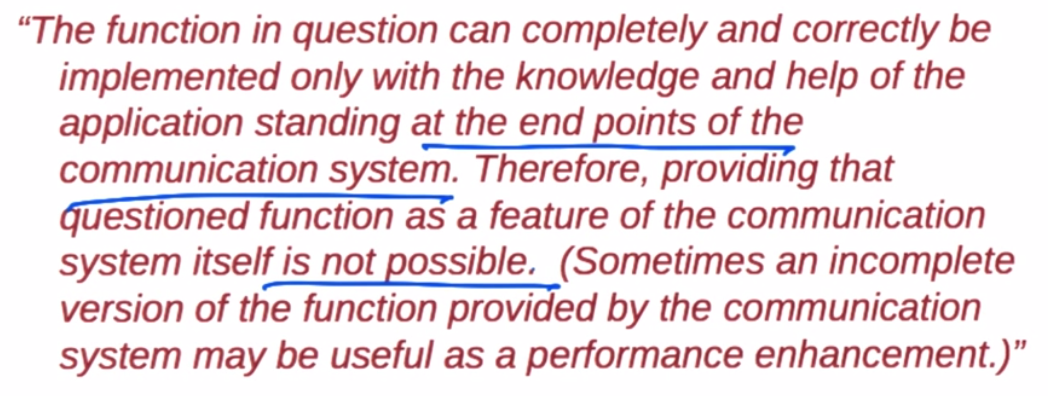 “The function in question can completely and correctly be
implemented only with the knowledge and help of the
application standing at the end points of the
communication system. Therefore, providing that
questioned function as a feature of the communication
system itself is not possible. (Sometimes an incomplete
version of the function provided by the communication
system may be useful as a performance enhancement.)”